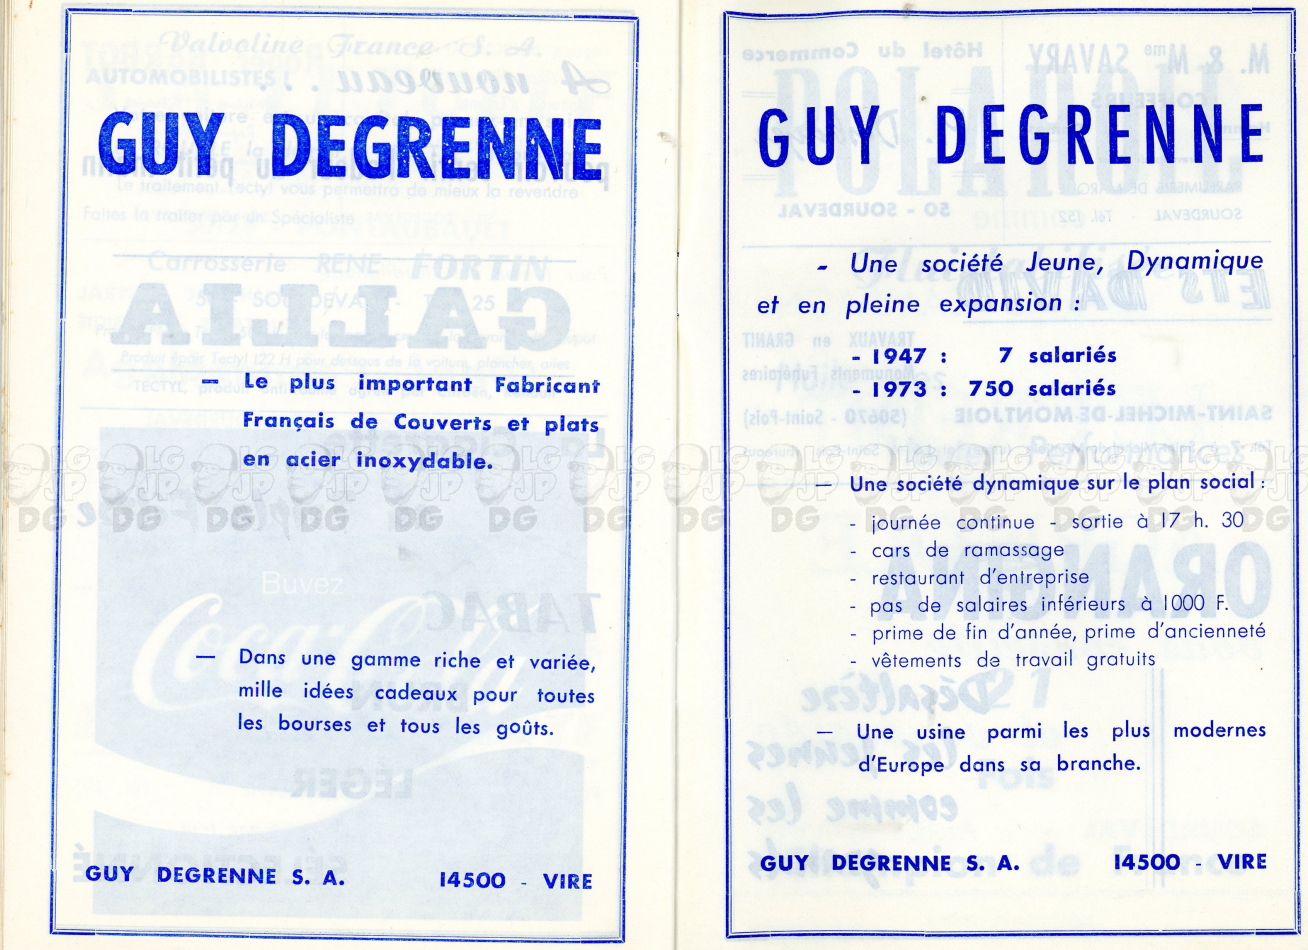 GUY DEGRENNE
— Le plus important Fabricant
Français de Couverts et plats
en acier inoxydable.
— Dans une gamme riche et variée,
mille idées cadeaux pour toutes
les bourses et tous les goûts.
GUY DEGRENNE S. A. 14500 - VIRE
GUY DEGRENNE
- Une société Jeune, Dynamique
et en pleine expansion :
- 1947 : 7 salariés
- 1973 : 750 salariés
— Une société dynamique sur le plan social :
- journée continue - sortie à 17 h. 30
- cars de ramassage
- restaurant d'entreprise
- pas de salaires inférieurs à 1000 F.
- prime de fin d'année, prime d'ancienneté
- vêtements de travail gratuits
— Une usine parmi les plus modernes
d'Europe dans sa branche.
GUY DEGRENNE S. A. 14500 - VIRE